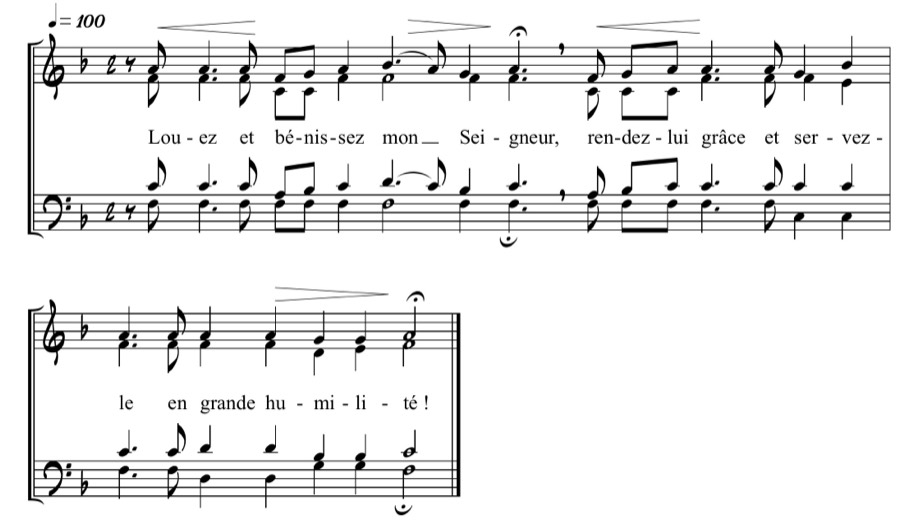 ♩= 100
Lou - ez et bé-nis-sez mon Sei - gneur, ren-dez - lui grâce et ser - vez -
le en grande hu - mi - li - té !